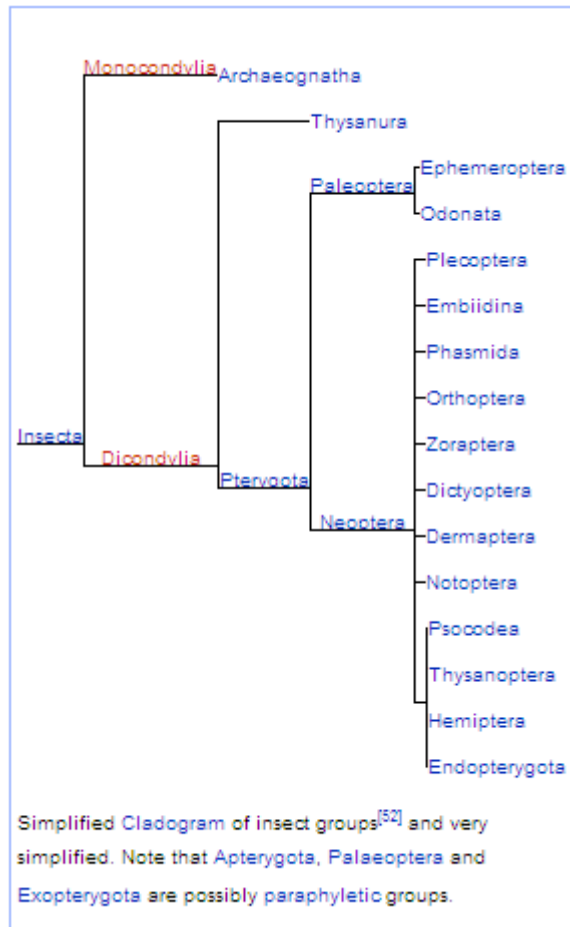 Monocondylia
Archaeognatha
Thysanura
Ephemeroptera
Paleoptera
Odonata
Plecoptera
Embiidina
Phasmida
Orthoptera
Insecta
Zoraptera
Dicondylia
Pterygota
Dictyoptera
Neoptera
Dermaptera
Notoptera
Psocodea
Thysanoptera
Hemiptera
Endopterygota
Simplified Cladogram of insect groups[52] and very
simplified. Note that Apterygota, Palaeoptera and
Exopterygota are possibly paraphyletic groups.